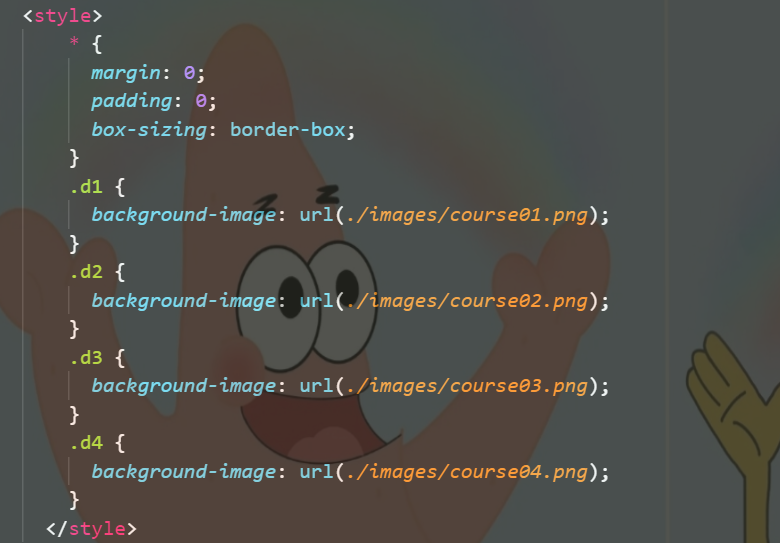 <style>
* {
margin: 0;
padding: 0;
box-sizing: border-box;
}
.d1 {
background-image: url(./images/course01.png);
}
.d2 {
background-image: url(./images/course02.png);
}
.d3 {
background-image: url(./images/course03.png);
}
.d4 {
background-image: url(./images/course04.png);
}
</style>